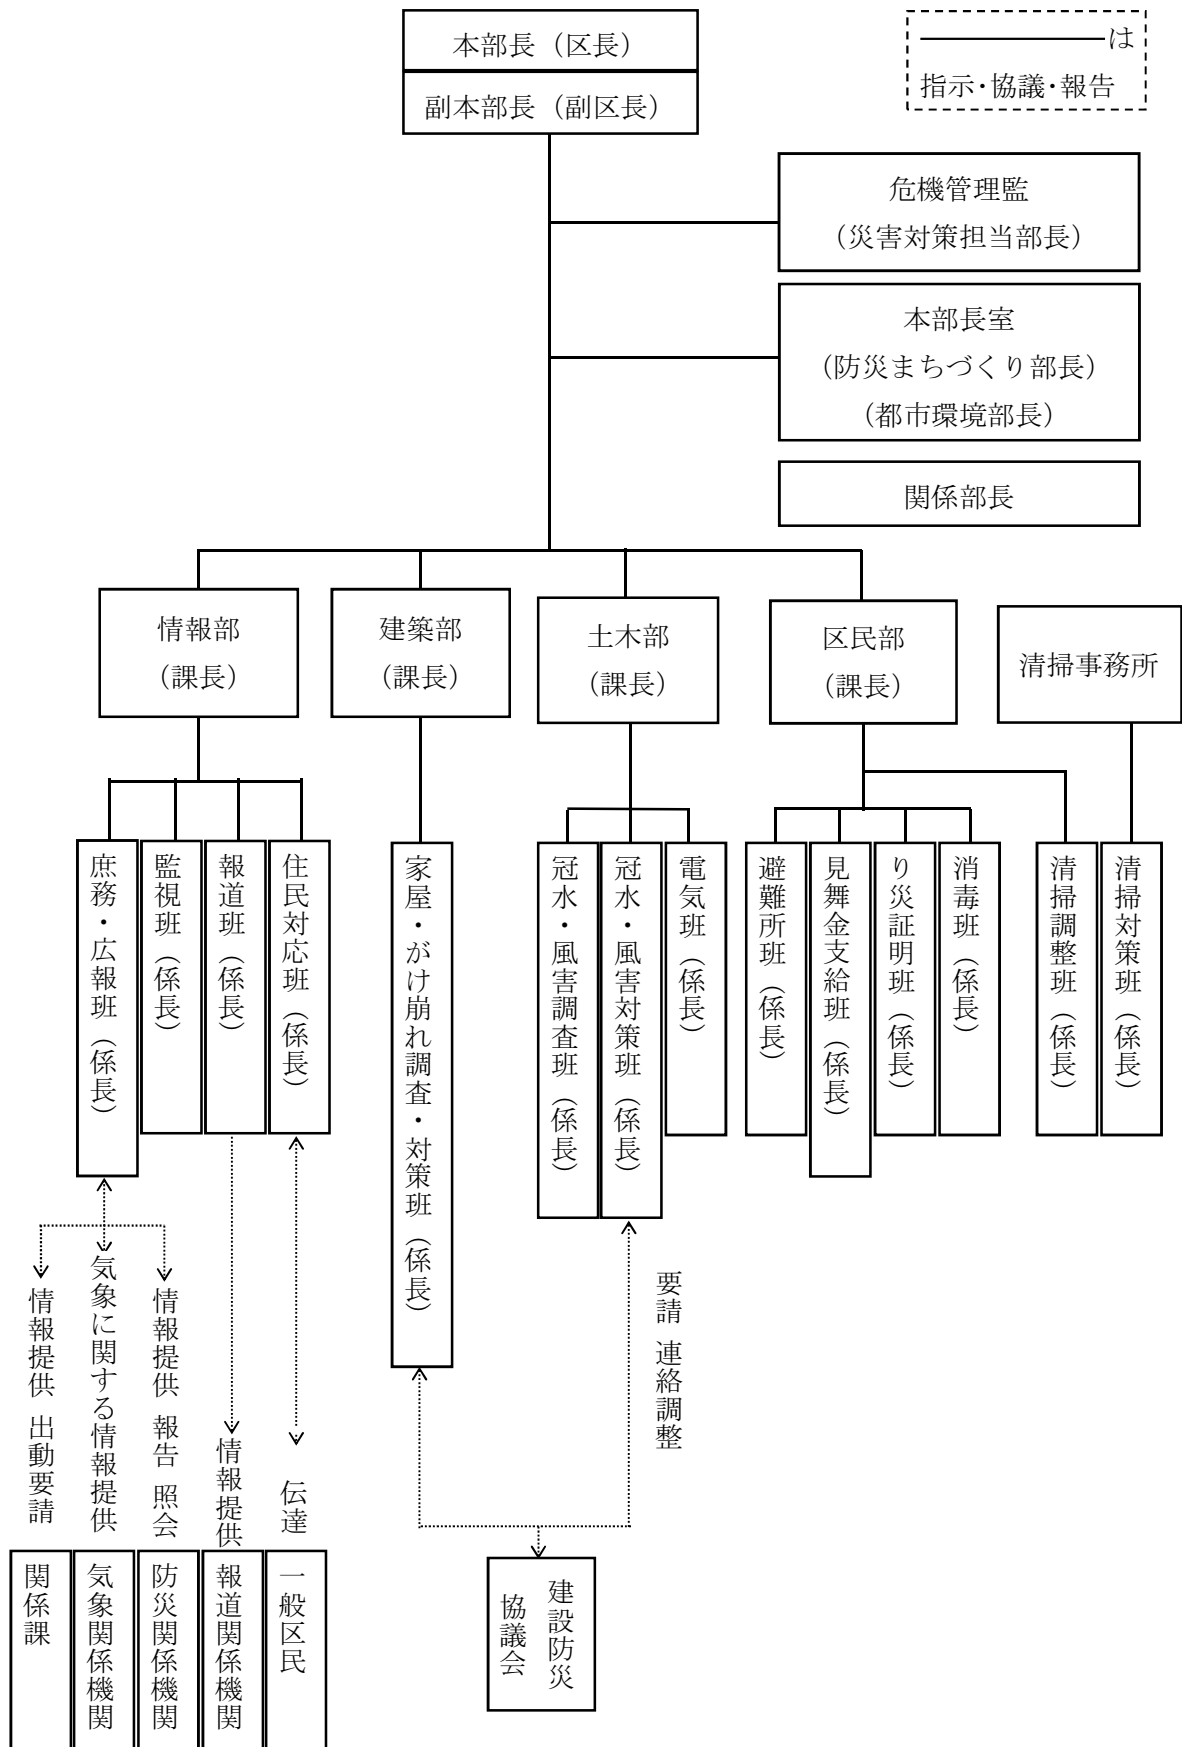 本部長（区長）
副本部長（副区長）
は
指示・協議・報告
危機管理監
（災害対策担当部長）
本部長室
（防災まちづくり部長）
（都市環境部長）
関係部長
情報部
（課長）
建築部
（課長）
土木部
（課長）
区民部
（課長）
清掃事務所
庶務・広報班（係長）
監視班（係長）
報道班（係長）
住民対応班（係長）
家屋・がけ崩れ調査・対策班（係長）
冠水・風害調査班（係長）
冠水・風害対策班（係長）
電気班（係長）
避難所班（係長）
見舞金支給班（係長）
り災証明班（係長）
消毒班（係長）
清掃調整班（係長）
清掃対策班（係長）
情報提供 出動要請
気象に関する情報提供
情報提供 報告 照会
情報提供
伝達
要請 連絡調整
関係課
気象関係機関
防災関係機関
報道関係機関
一般区民
建設防災
協議会